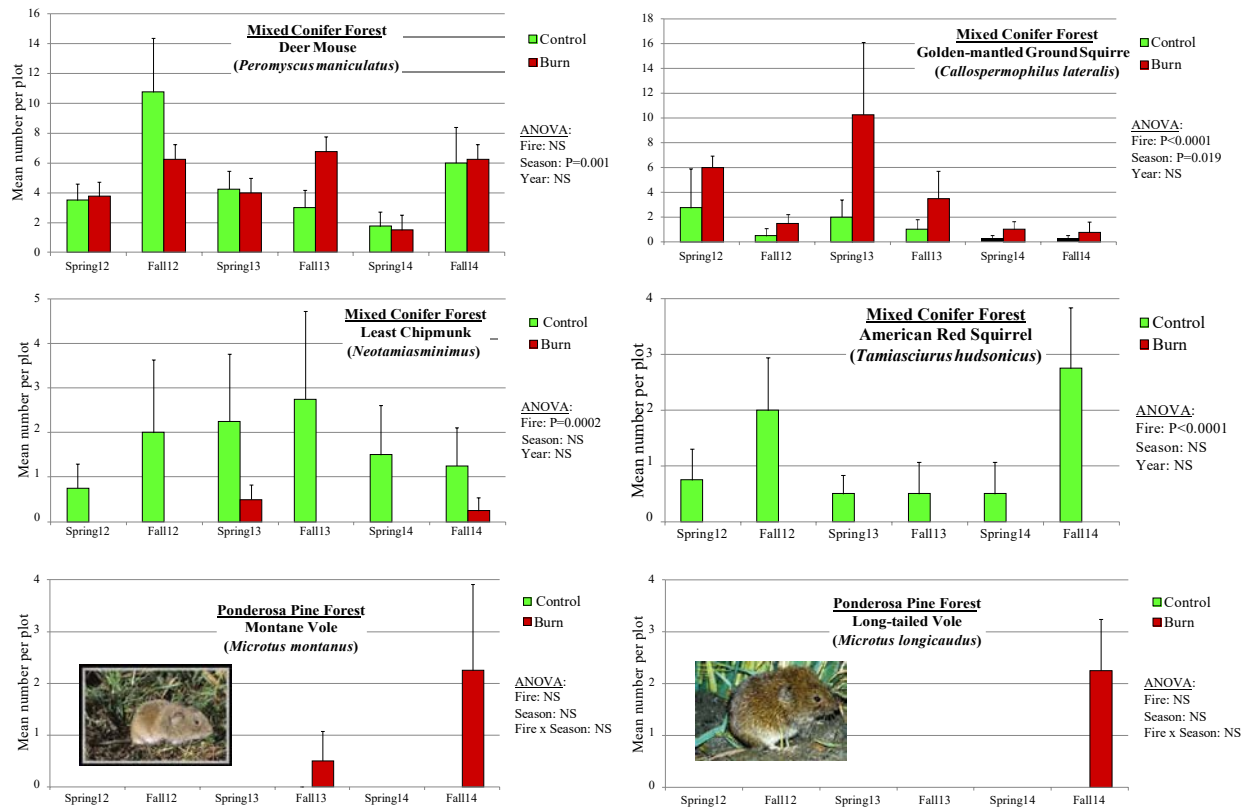 Mixed Conifer Forest
Deer Mouse
(Peromyscus maniculatus)
Control
Burn
ANOVA:
Fire: NS
Season: P=0.001
Year: NS
Mean number per plot
16
14
12
10
8
6
4
2
0
Spring12 Fall12 Spring13 Fall13 Spring14 Fall14
Mixed Conifer Forest
Golden-mantled Ground Squirre
(Callospermophilus lateralis)
Control
Burn
ANOVA:
Fire: P<0.0001
Season: P=0.019
Year: NS
Mean number per plot
18
16
14
12
10
8
6
4
2
0
Spring12 Fall12 Spring13 Fall13 Spring14 Fall14
Mixed Conifer Forest
Least Chipmunk
(Neotamiasminimus)
Control
Burn
ANOVA:
Fire: P=0.0002
Season: NS
Year: NS
Mean number per plot
5
4
3
2
1
0
Spring12 Fall12 Spring13 Fall13 Spring14 Fall14
Mixed Conifer Forest
American Red Squirrel
(Tamiasciurus hudsonicus)
Control
Burn
ANOVA:
Fire: P<0.0001
Season: NS
Year: NS
Mean number per plot
4
3
2
1
0
Spring12 Fall12 Spring13 Fall13 Spring14 Fall14
Ponderosa Pine Forest
Montane Vole
(Microtus montanus)
Control
Burn
ANOVA:
Fire: NS
Season: NS
Fire x Season: NS
Mean number per plot
4
3
2
1
0
Spring12 Fall12 Fall13 Spring14 Fall14
Ponderosa Pine Forest
Long-tailed Vole
(Microtus longicaudus)
Control
Burn
ANOVA:
Fire: NS
Season: NS
Fire x Season: NS
Mean number per plot
4
3
2
1
0
Spring12 Fall12 Spring13 Fall13 Spring14 Fall14